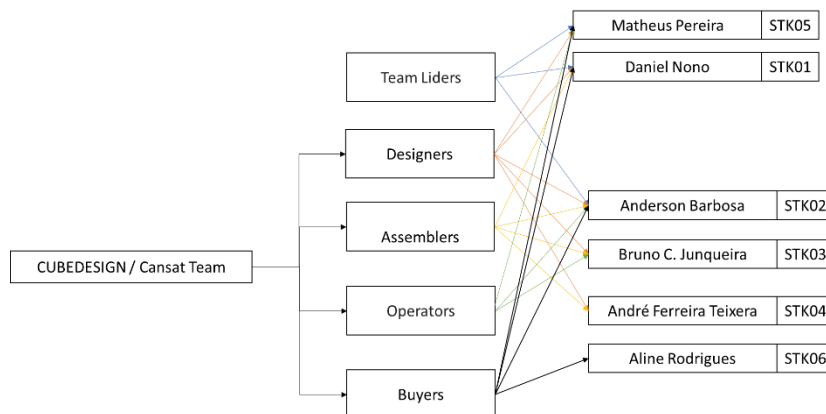 Matheus Pereira STK05
Team Liders
Daniel Nono STK01
Designers
Anderson Barbosa STK02
Assemblers
Bruno C. Junqueira STK03
CUBEDESIGN / Cansat Team
Operators
André Ferreira Teixera STK04
Aline Rodrigues STK06
Buyers